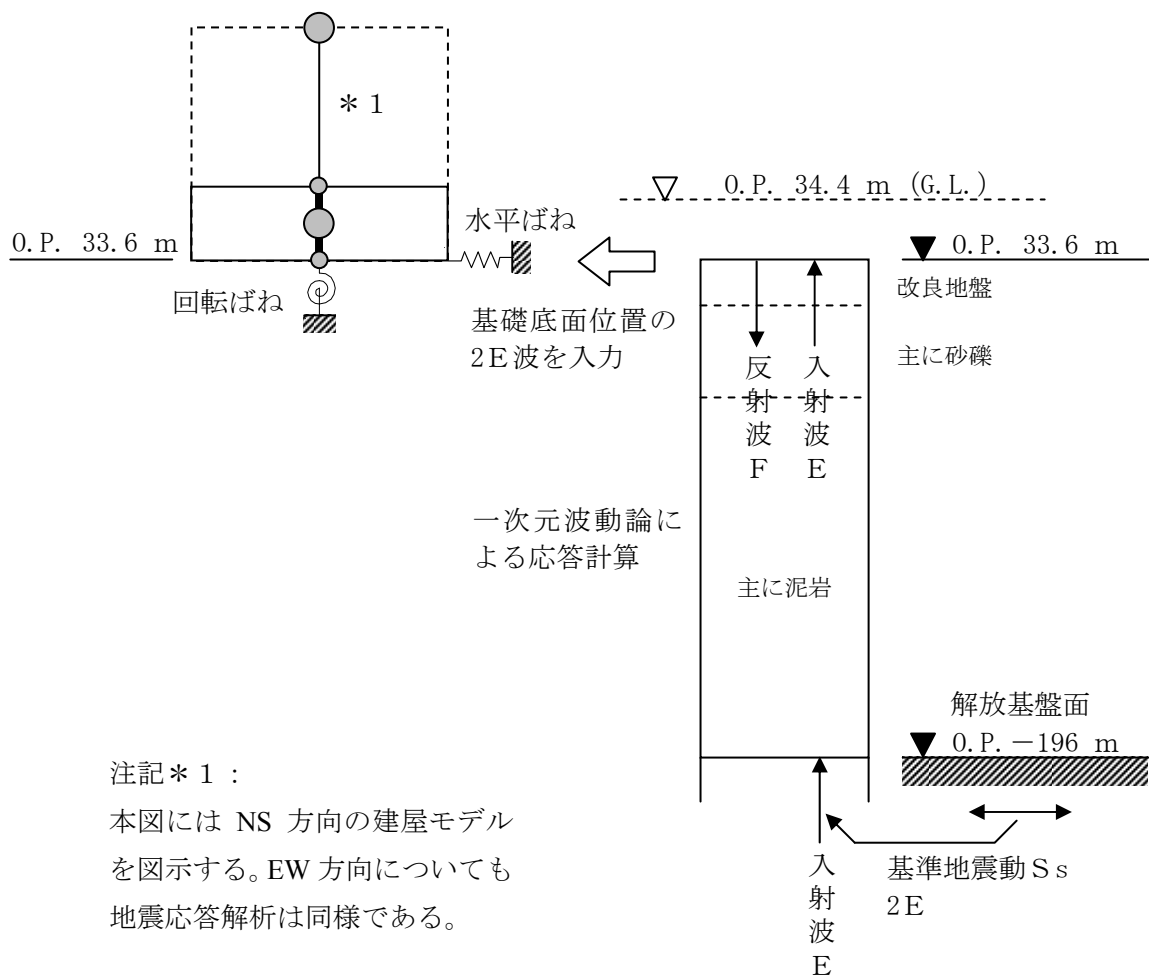 ＊1
O.P. 34.4 m (G.L.)
水平ばね
O.P. 33.6 m
O.P. 33.6 m
改良地盤
回転ばね
基礎底面位置の
2E波を入力
主に砂礫
反射波F
入射波E
一次元波動論に
よる応答計算
主に泥岩
解放基盤面
O.P.－196 m
注記＊1：
本図には NS 方向の建屋モデル
を図示する。EW 方向についても
地震応答解析は同様である。
入射波E
基準地震動Ｓｓ
2E